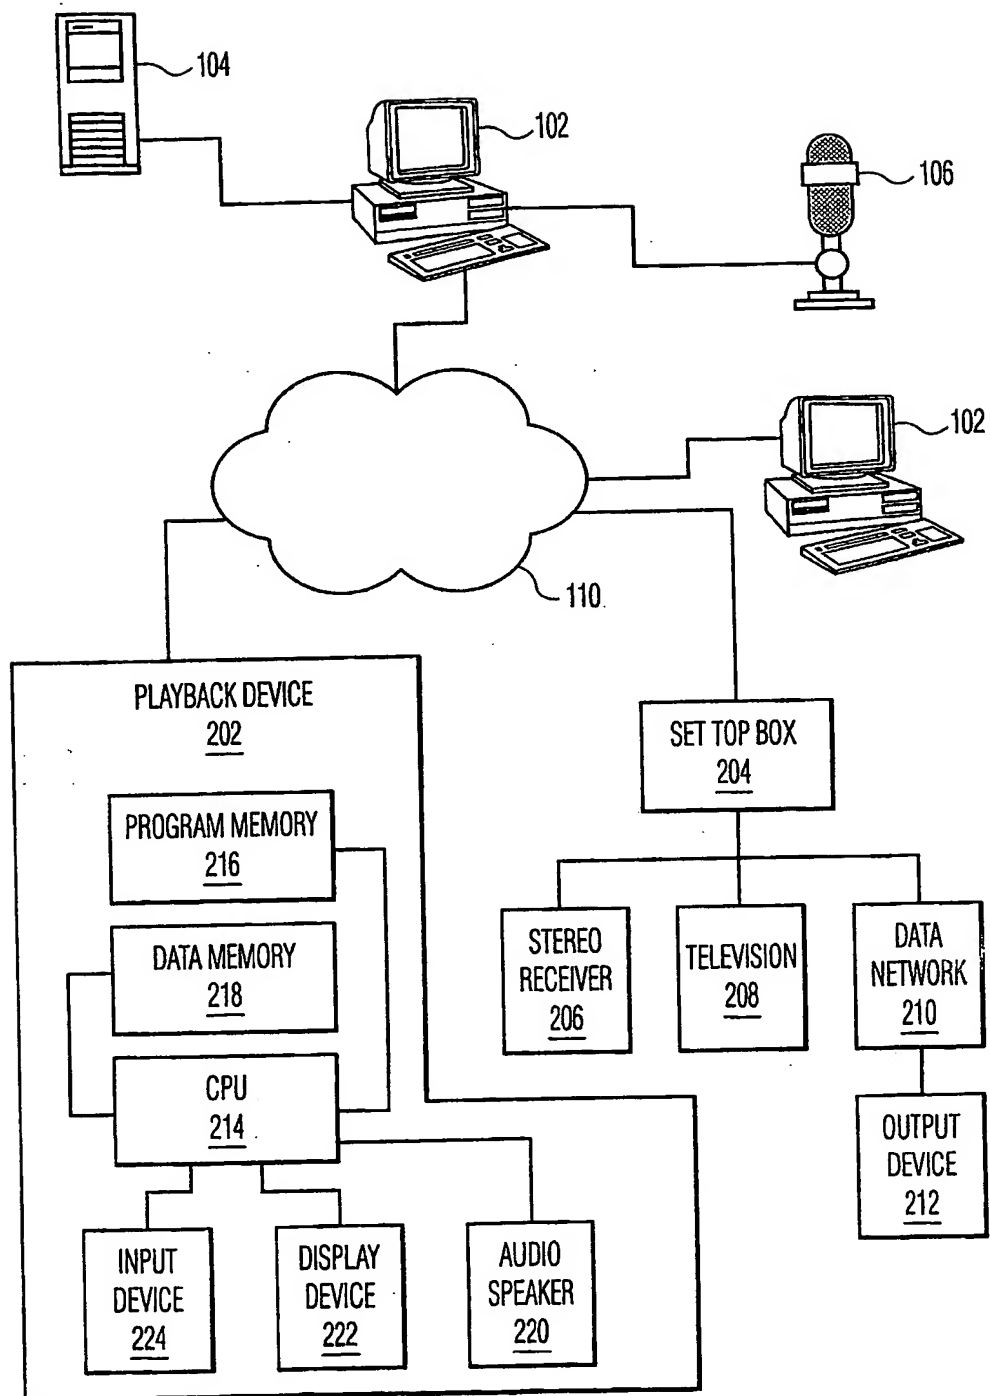 104
102
106
102
110
PLAYBACK DEVICE
202
SET TOP BOX
204
PROGRAM MEMORY
216
DATA MEMORY
218
CPU
214
STEREO
RECEIVER
206
TELEVISION
208
DATA
NETWORK
210
OUTPUT
DEVICE
212
INPUT
DEVICE
224
DISPLAY
DEVICE
222
AUDIO
SPEAKER
220